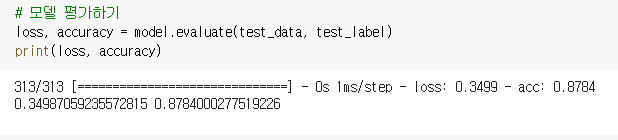 # 모델 평가하기
loss, accuracy = model.evaluate(test_data, test_label)
print(loss, accuracy)
313/313 [==============================] - 0s 1ms/step - loss: 0.3499 - acc: 0.8784
0.34987059235572815 0.8784000277519226